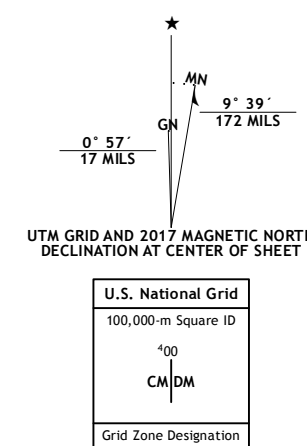 ★
MN
9° 39´
172 MILS
GN
0° 57´
17 MILS
UTM GRID AND 2017 MAGNETIC NORTH
DECLINATION AT CENTER OF SHEET
U.S. National Grid
100,000-m Square ID
⁴00
CM DM
Grid Zone Designation